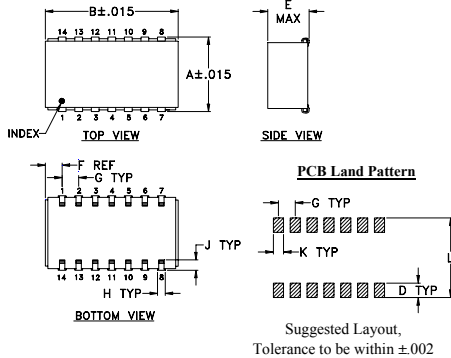 B±.015
14 13 12 11 10 9 8
A±.015
INDEX
1 2 3 4 5 6 7
TOP VIEW
E
MAX
SIDE VIEW
F REF
G TYP
1 2 3 4 5 6 7
J TYP
14 13 12 11 10 9 8
H TYP
BOTTOM VIEW
PCB Land Pattern
G TYP
K TYP
L
D TYP
Suggested Layout,
Tolerance to be within ±.002